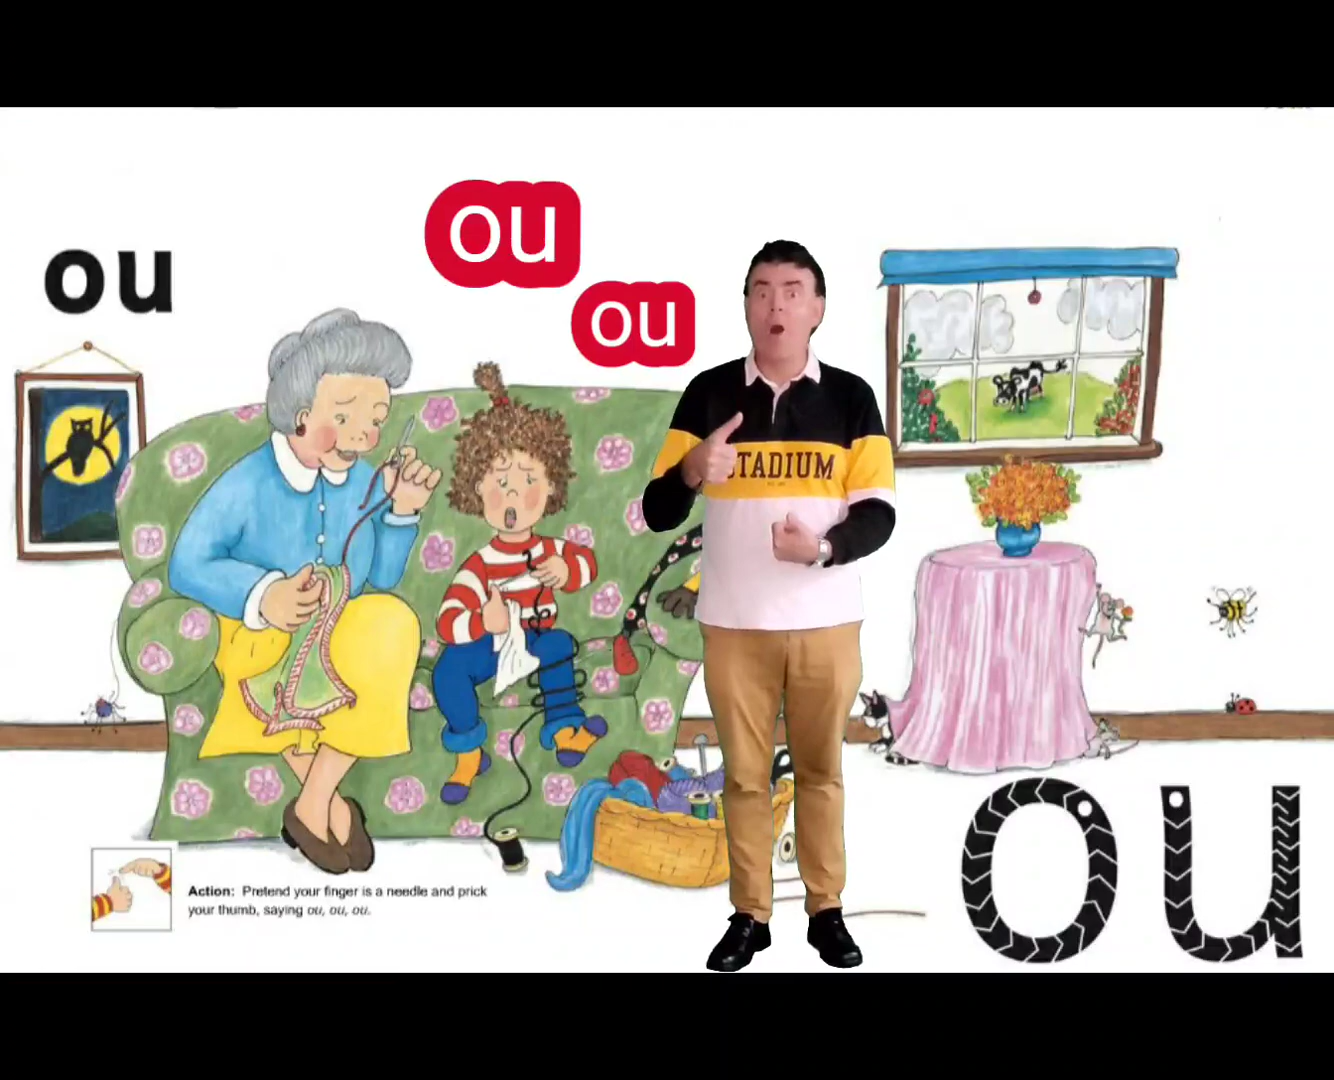 ou
ou
ou
STADIUM
Action: Pretend your finger is a needle and prick
your thumb, saying ou, ou, ou.
ou